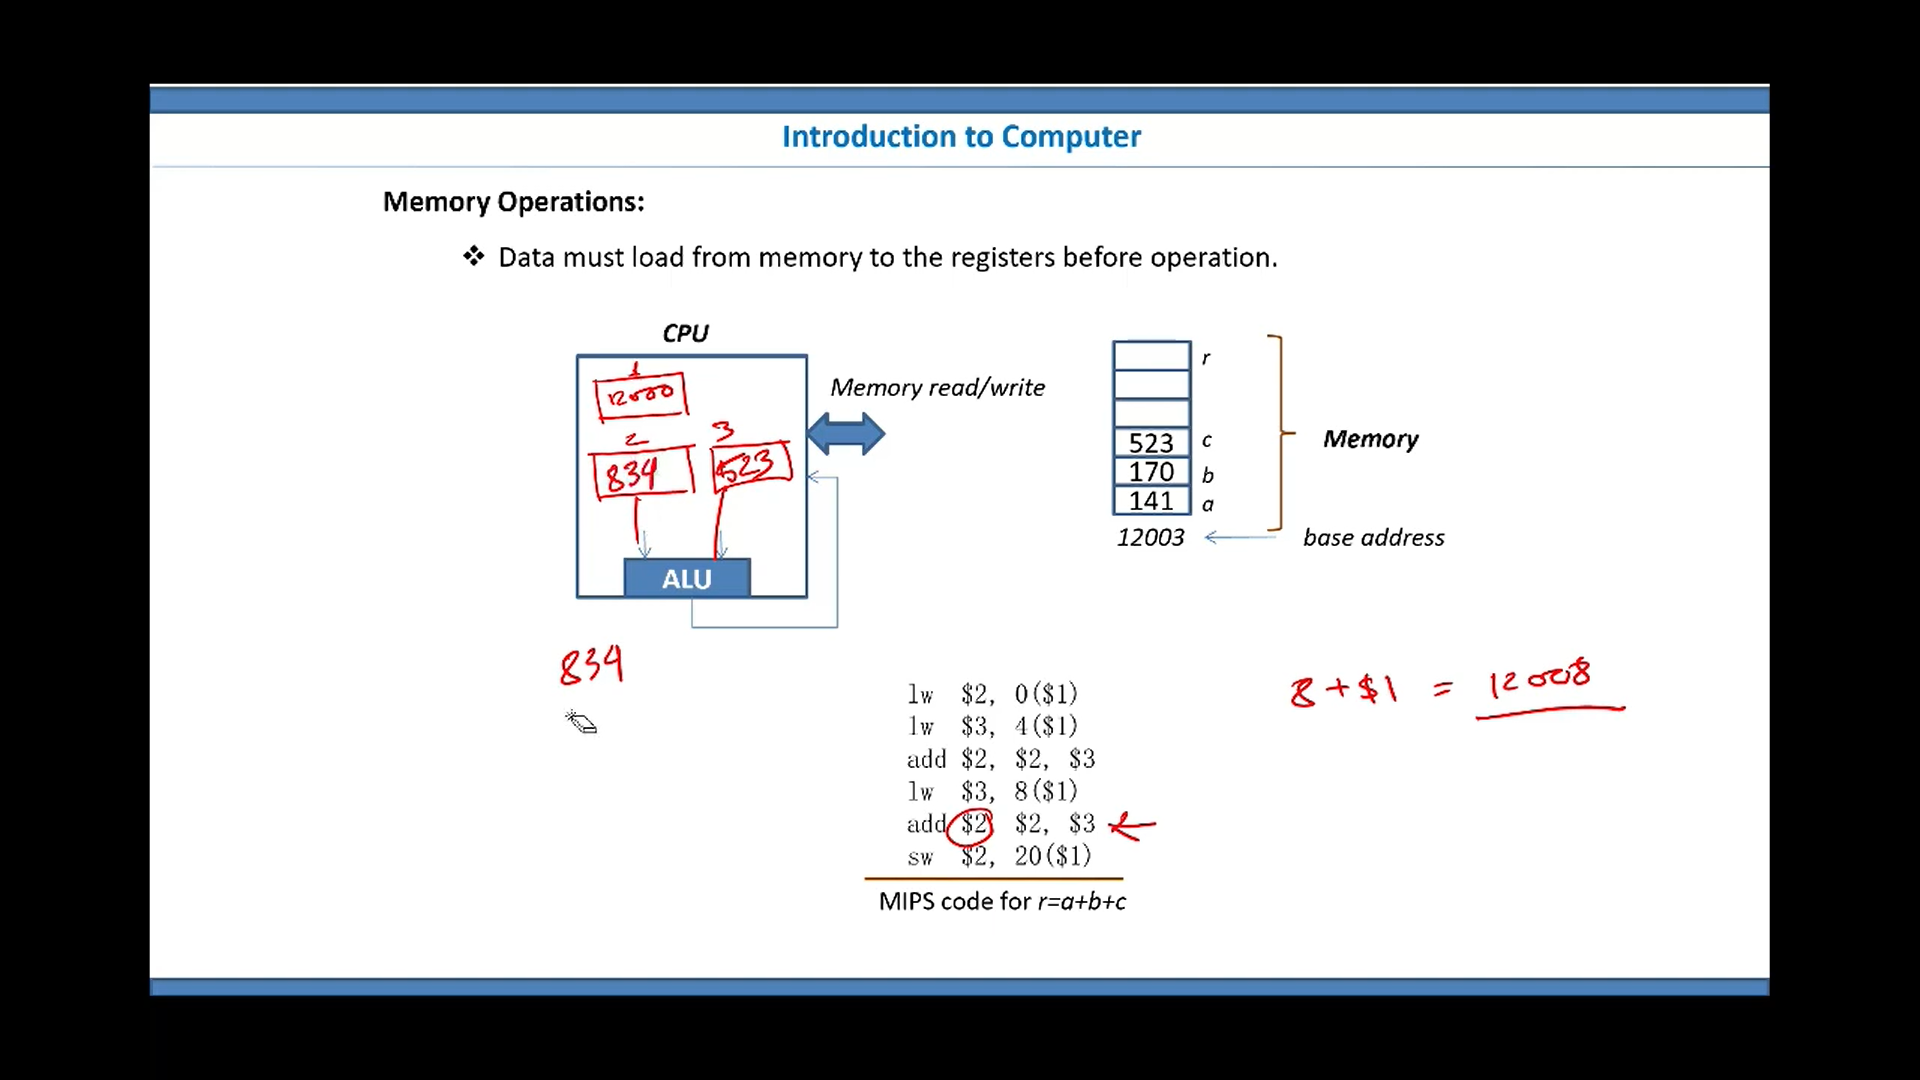 Introduction to Computer
Memory Operations:
❖ Data must load from memory to the registers before operation.
CPU
1
12000
2
3
834
523
ALU
Memory read/write
r
523 c
170 b
141 a
Memory
12003
base address
834
lw $2, 0($1)
lw $3, 4($1)
add $2, $2, $3
lw $3, 8($1)
add $2, $2, $3
sw $2, 20($1)
MIPS code for r=a+b+c
8 + $1 = 12008